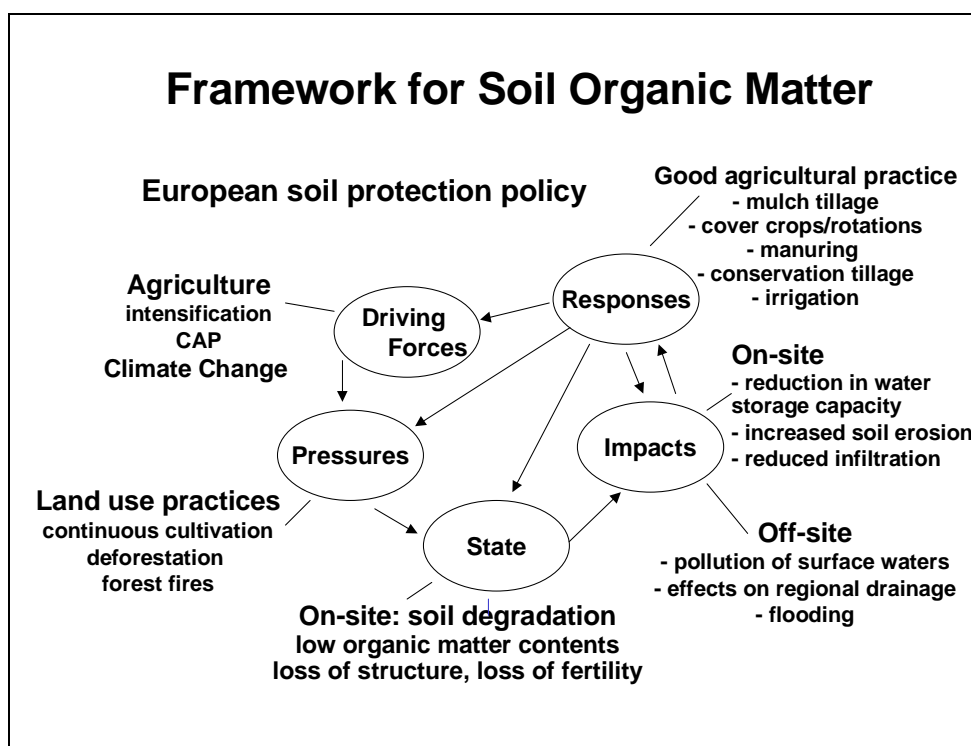 Framework for Soil Organic Matter
European soil protection policy
Good agricultural practice
- mulch tillage
- cover crops/rotations
- manuring
- conservation tillage
- irrigation
Responses
Agriculture
intensification
CAP
Climate Change
Driving
Forces
On-site
- reduction in water
storage capacity
- increased soil erosion
- reduced infiltration
Impacts
Pressures
Land use practices
continuous cultivation
deforestation
forest fires
State
Off-site
- pollution of surface waters
- effects on regional drainage
- flooding
On-site: soil degradation
low organic matter contents
loss of structure, loss of fertility